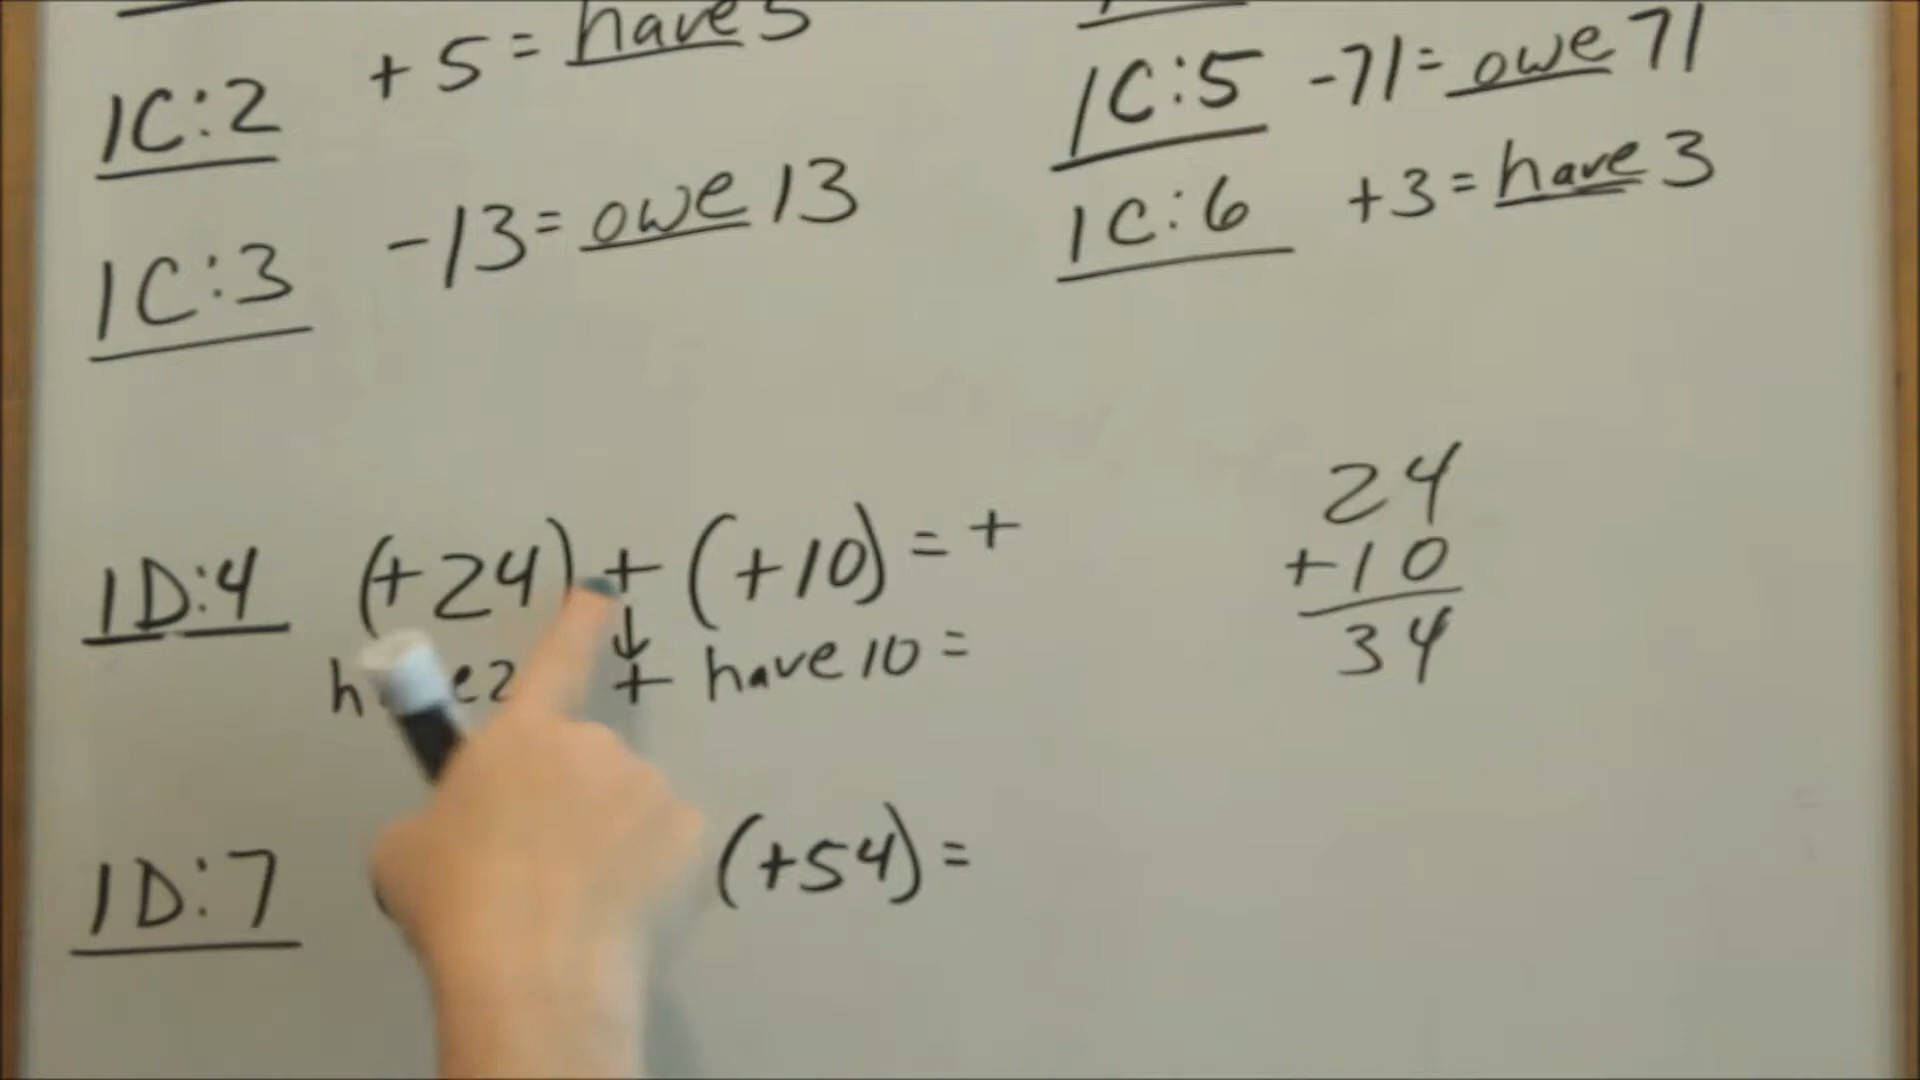 1C:2 +5 = have 5
1C:3 -13 = owe 13
1C:5 -71 = owe 71
1C:6 +3 = have 3
1D:4 (+24) + (+10) = +
↓
+ have 10 =
24
+10
34
1D:7 (+54) =